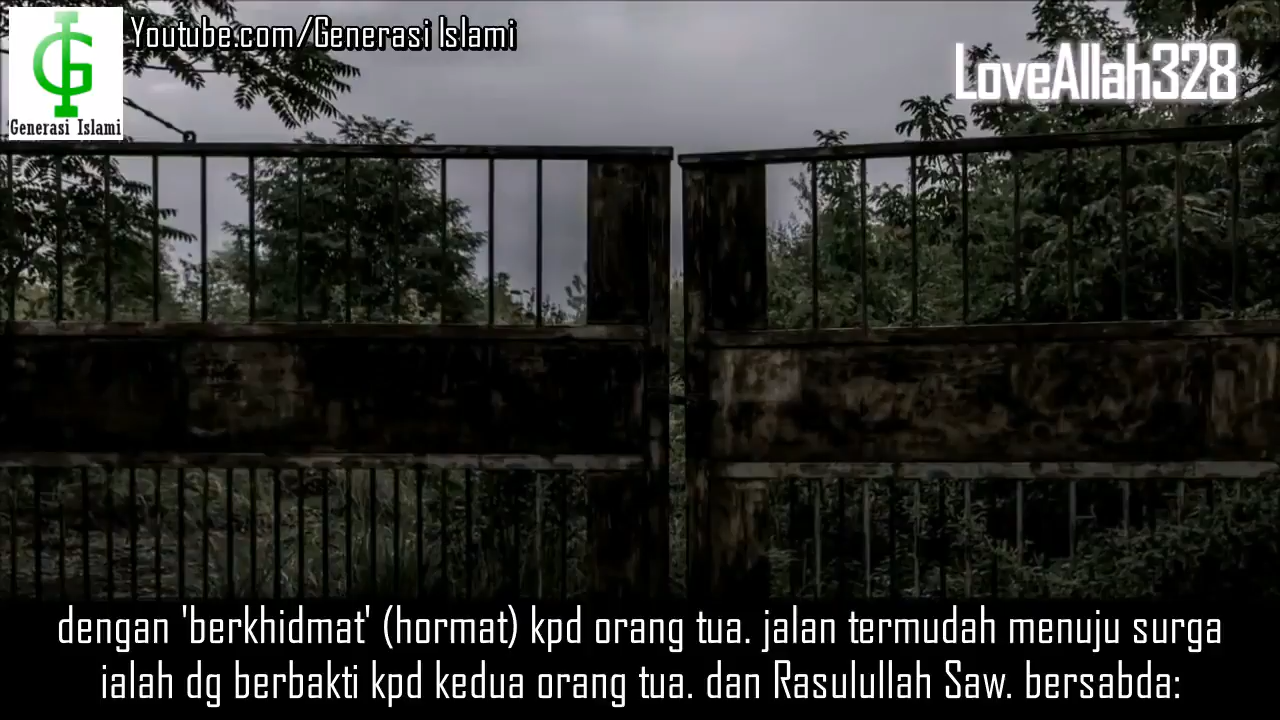 Youtube.com/Generasi Islami
LoveAllah328
GI
Generasi Islami
dengan 'berkhidmat' (hormat) kpd orang tua. jalan termudah menuju surga
ialah dg berbakti kpd kedua orang tua. dan Rasulullah Saw. bersabda: